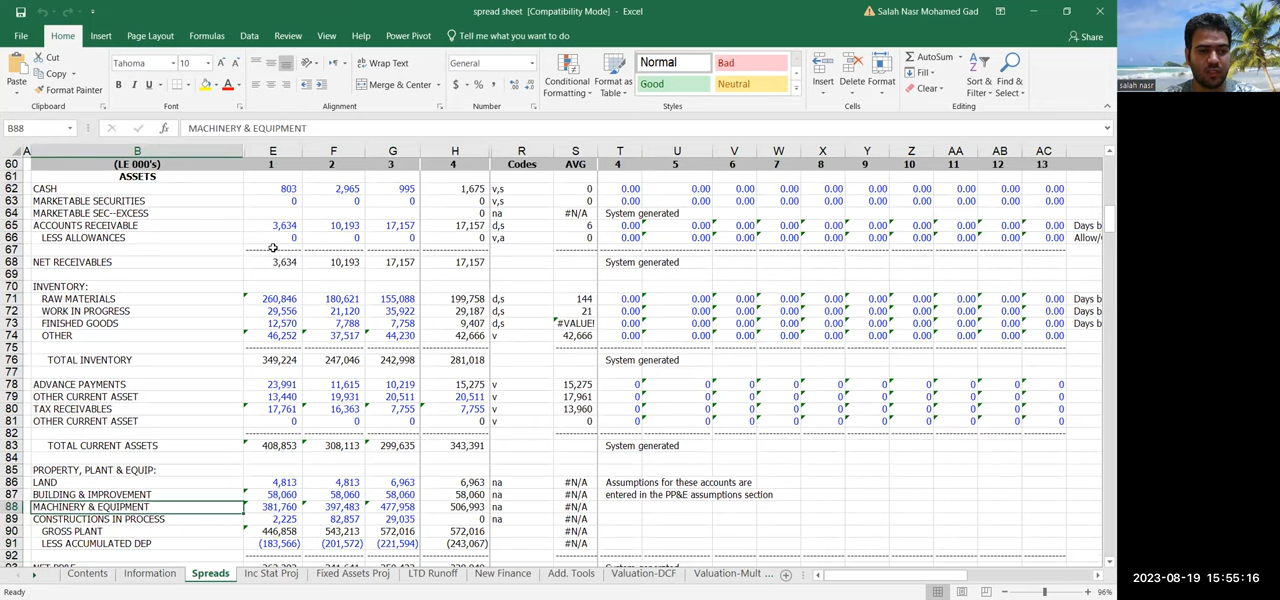 spread sheet [Compatibility Mode] - Excel
Salah Nasr Mohamed Gad
File Home Insert Page Layout Formulas Data Review View Help Power Pivot Tell me what you want to do Share
Paste Cut Copy Format Painter Clipboard
Tahoma 10 B I U Font
Wrap Text Merge & Center Alignment
General $ % , Number
Conditional Formatting Format as Table Normal Bad Good Neutral Styles
Insert Delete Format Cells
AutoSum Fill Clear Sort & Filter Find & Select Editing
salah nasr
B88 fx MACHINERY & EQUIPMENT
A B E F G H R S T U V W X Y Z AA AB AC
60 (LE 000's) 1 2 3 4 Codes AVG 4 5 6 7 8 9 10 11 12 13
61 ASSETS
62 CASH 803 2,965 995 1,675 v,s 0 0.00 0.00 0.00 0.00 0.00 0.00 0.00 0.00 0.00 0.00
63 MARKETABLE SECURITIES 0 0 0 0 v,s 0 0.00 0.00 0.00 0.00 0.00 0.00 0.00 0.00 0.00 0.00
64 MARKETABLE SEC--EXCESS 0 na #N/A System generated
65 ACCOUNTS RECEIVABLE 3,634 10,193 17,157 17,157 d,s 6 0.00 0.00 0.00 0.00 0.00 0.00 0.00 0.00 0.00 0.00 Days b
66 LESS ALLOWANCES 0 0 0 0 v,a 0 0.00 0.00 0.00 0.00 0.00 0.00 0.00 0.00 0.00 0.00 Allow/
67
68 NET RECEIVABLES 3,634 10,193 17,157 17,157 System generated
69
70 INVENTORY:
71 RAW MATERIALS 260,846 180,621 155,088 199,758 d,s 144 0.00 0.00 0.00 0.00 0.00 0.00 0.00 0.00 0.00 0.00 Days b
72 WORK IN PROGRESS 29,556 21,120 35,922 29,187 d,s 21 0.00 0.00 0.00 0.00 0.00 0.00 0.00 0.00 0.00 0.00 Days b
73 FINISHED GOODS 12,570 7,788 7,758 9,407 d,s #VALUE! 0.00 0.00 0.00 0.00 0.00 0.00 0.00 0.00 0.00 0.00 Days b
74 OTHER 46,252 37,517 44,230 42,666 v 42,666 0.00 0.00 0.00 0.00 0.00 0.00 0.00 0.00 0.00 0.00
75
76 TOTAL INVENTORY 349,224 247,046 242,998 281,018 System generated
77
78 ADVANCE PAYMENTS 23,991 11,615 10,219 15,275 v 15,275 0 0 0 0 0 0 0 0 0 0
79 OTHER CURRENT ASSET 13,440 19,931 20,511 20,511 v 17,961 0 0 0 0 0 0 0 0 0 0
80 TAX RECEIVABLES 17,761 16,363 7,755 7,755 v 13,960 0 0 0 0 0 0 0 0 0 0
81 OTHER CURRENT ASSET 0 0 0 0 v 0 0 0 0 0 0 0 0 0 0 0
82
83 TOTAL CURRENT ASSETS 408,853 308,113 299,635 343,391 System generated
84
85 PROPERTY, PLANT & EQUIP:
86 LAND 4,813 4,813 6,963 6,963 na #N/A Assumptions for these accounts are
87 BUILDING & IMPROVEMENT 58,060 58,060 58,060 58,060 na #N/A entered in the PP&E assumptions section
88 MACHINERY & EQUIPMENT 381,760 397,483 477,958 506,993 na #N/A
89 CONSTRUCTIONS IN PROCESS 2,225 82,857 29,035 0 na #N/A
90 GROSS PLANT 446,858 543,213 572,016 572,016 #N/A
91 LESS ACCUMULATED DEP (183,566) (201,572) (221,594) (243,067) #N/A
92
Contents Information Spreads Inc Stat Proj Fixed Assets Proj LTD Runoff New Finance Add. Tools Valuation-DCF Valuation-Mult ...
Ready 96%
2023-08-19 15:55:16